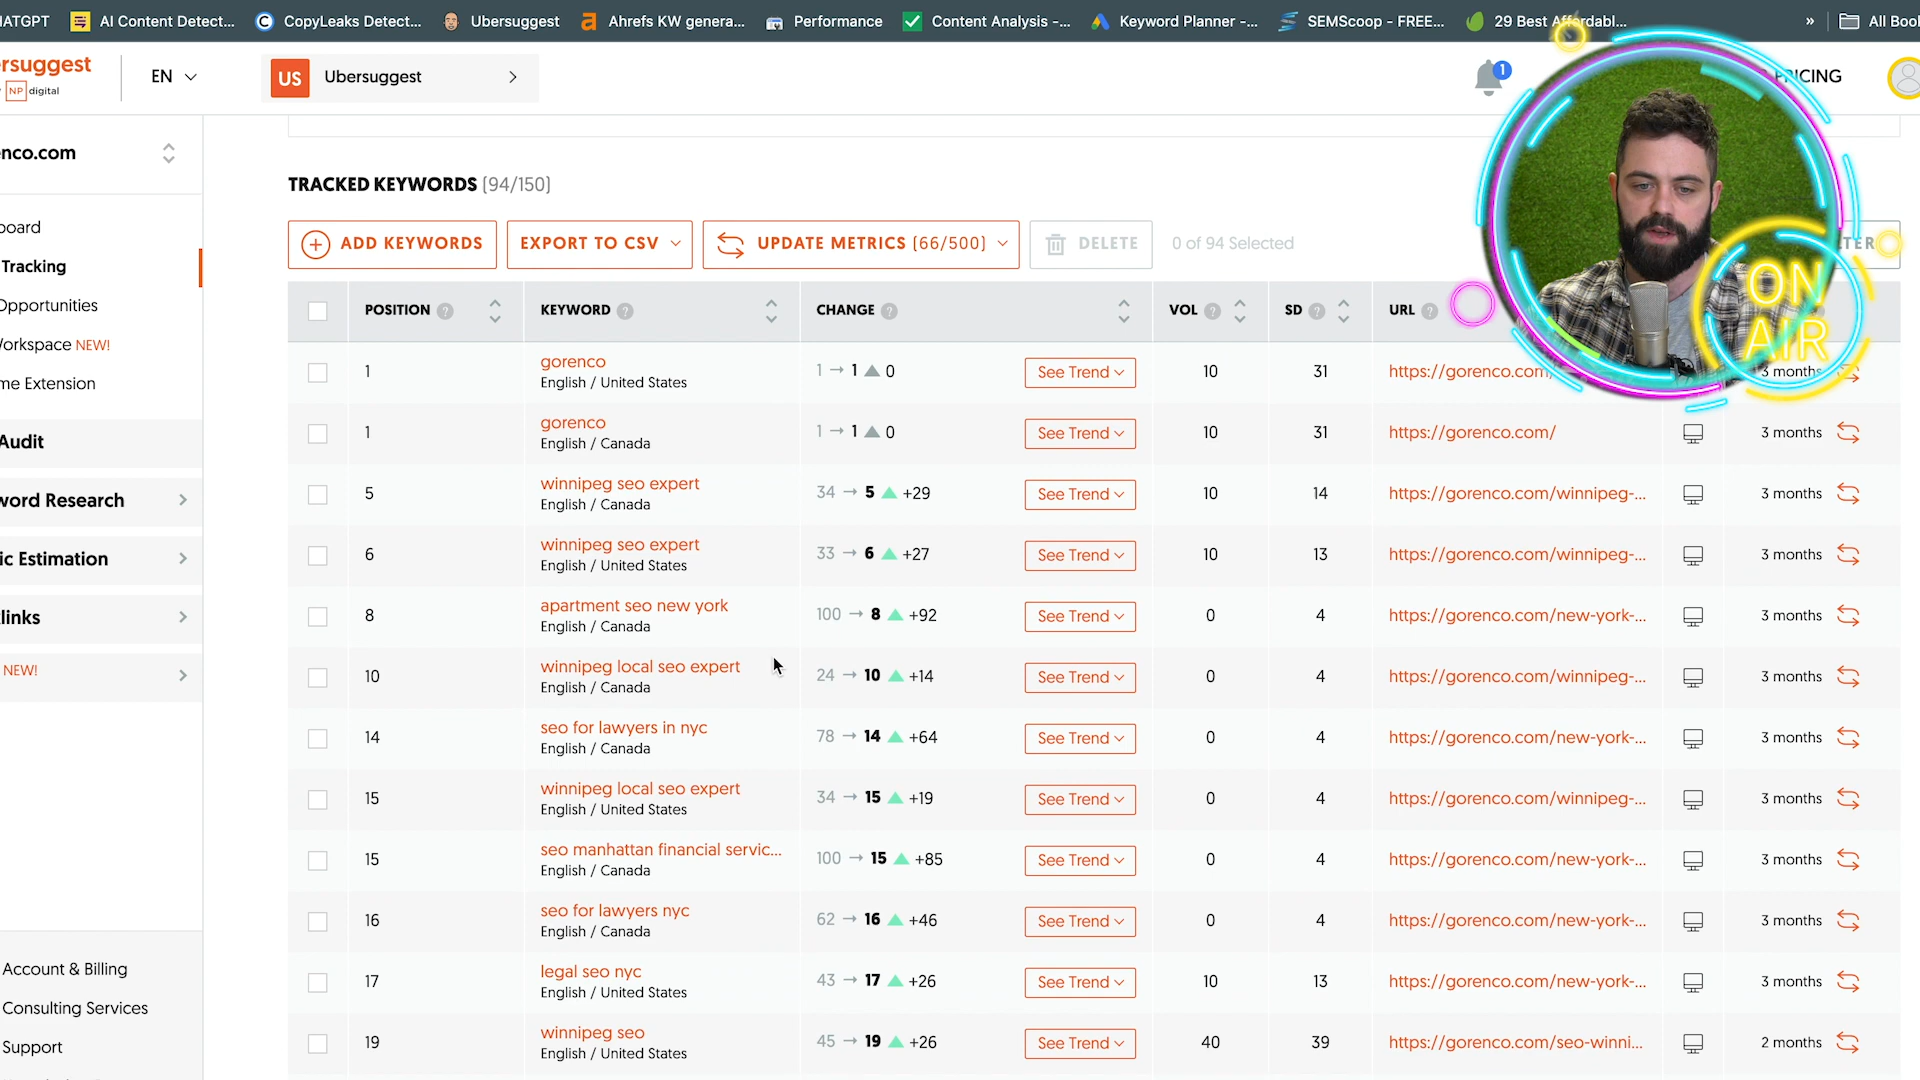 HATGPT
AI Content Detect...
CopyLeaks Detect...
Ubersuggest
Ahrefs KW genera...
Performance
Content Analysis -...
Keyword Planner -...
SEMScoop - FREE...
29 Best Affordabl...
»
All Boo
ersuggest
NP digital
EN
US Ubersuggest
1
PRICING
enco.com
oard
Tracking
Opportunities
Workspace NEW!
me Extension
Audit
word Research
ic Estimation
links
NEW!
Account & Billing
Consulting Services
Support
TRACKED KEYWORDS (94/150)
ADD KEYWORDS
EXPORT TO CSV
UPDATE METRICS (66/500)
DELETE
0 of 94 Selected
TER
ON AIR
POSITION ? KEYWORD ? CHANGE ? VOL ? SD ? URL ?
1 gorenco 1 → 1 ▲ 0 See Trend 10 31 https://gorenco.com/ 3 months
English / United States
1 gorenco 1 → 1 ▲ 0 See Trend 10 31 https://gorenco.com/ 3 months
English / Canada
5 winnipeg seo expert 34 → 5 ▲ +29 See Trend 10 14 https://gorenco.com/winnipeg-... 3 months
English / Canada
6 winnipeg seo expert 33 → 6 ▲ +27 See Trend 10 13 https://gorenco.com/winnipeg-... 3 months
English / United States
8 apartment seo new york 100 → 8 ▲ +92 See Trend 0 4 https://gorenco.com/new-york-... 3 months
English / Canada
10 winnipeg local seo expert 24 → 10 ▲ +14 See Trend 0 4 https://gorenco.com/winnipeg-... 3 months
English / Canada
14 seo for lawyers in nyc 78 → 14 ▲ +64 See Trend 0 4 https://gorenco.com/new-york-... 3 months
English / Canada
15 winnipeg local seo expert 34 → 15 ▲ +19 See Trend 0 4 https://gorenco.com/winnipeg-... 3 months
English / United States
15 seo manhattan financial servic... 100 → 15 ▲ +85 See Trend 0 4 https://gorenco.com/new-york-... 3 months
English / Canada
16 seo for lawyers nyc 62 → 16 ▲ +46 See Trend 0 4 https://gorenco.com/new-york-... 3 months
English / Canada
17 legal seo nyc 43 → 17 ▲ +26 See Trend 10 13 https://gorenco.com/new-york-... 3 months
English / United States
19 winnipeg seo 45 → 19 ▲ +26 See Trend 40 39 https://gorenco.com/seo-winni... 2 months
English / United States